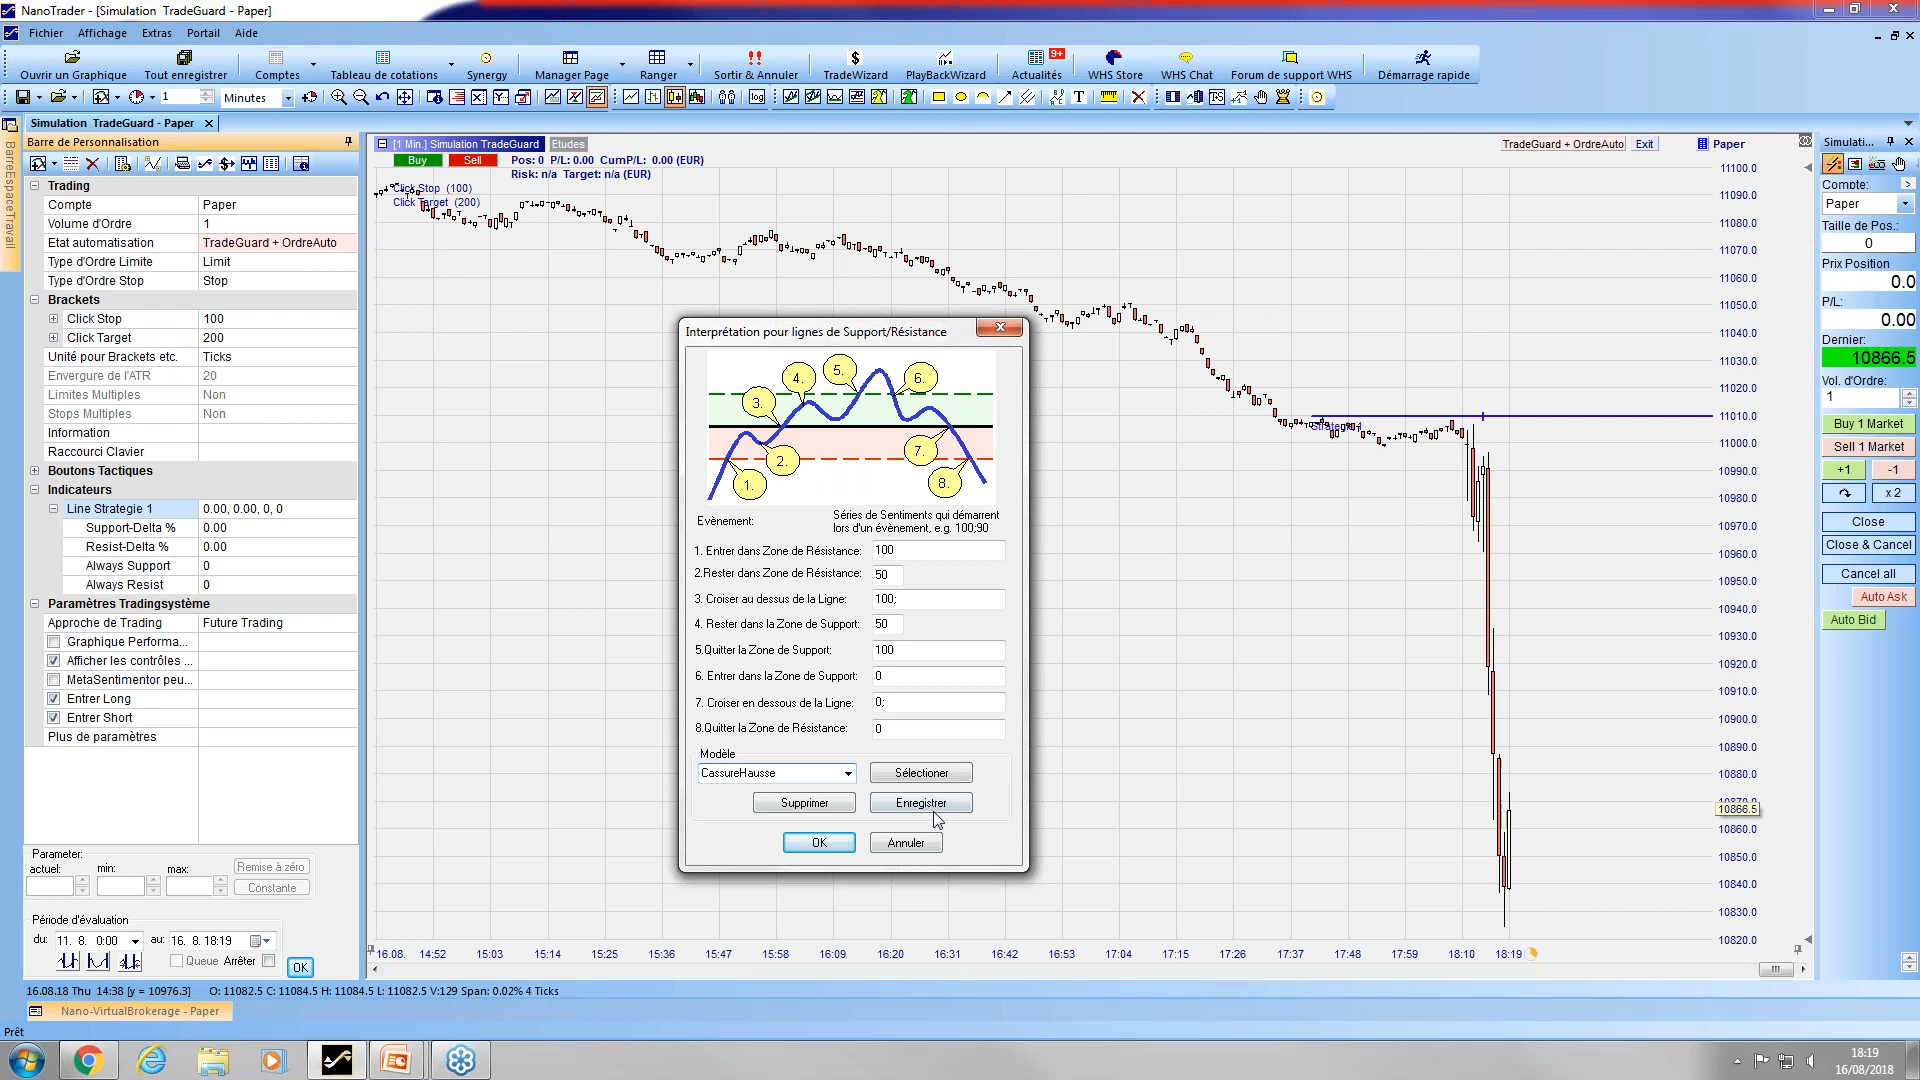 NanoTrader - [Simulation  TradeGuard - Paper]
Fichier Affichage Extras Portail Aide
Ouvrir un Graphique Tout enregistrer Comptes Tableau de cotations Synergy Manager Page Ranger Sortir & Annuler TradeWizard PlayBackWizard Actualités 9+ WHS Store WHS Chat Forum de support WHS Démarrage rapide
1 Minutes
Simulation  TradeGuard - Paper
BarreEspaceTravail
Barre de Personnalisation
Trading
Compte Paper
Volume d'Ordre 1
Etat automatisation TradeGuard + OrdreAuto
Type d'Ordre Limite Limit
Type d'Ordre Stop Stop
Brackets
Click Stop 100
Click Target 200
Unité pour Brackets etc. Ticks
Envergure de l'ATR 20
Limites Multiples Non
Stops Multiples Non
Information
Raccourci Clavier
Boutons Tactiques
Indicateurs
Line Strategie 1 0.00, 0.00, 0, 0
Support-Delta % 0.00
Resist-Delta % 0.00
Always Support 0
Always Resist 0
Paramètres Tradingsystème
Approche de Trading Future Trading
Graphique Performa...
Afficher les contrôles ...
MetaSentimentor peu...
Entrer Long
Entrer Short
Plus de paramètres
Parameter:
actuel: min: max: Remise à zéro
Constante
Période d'évaluation
du: 11. 8. 0:00 au: 16. 8. 18:19
Queue Arrêter OK
[1 Min.] Simulation TradeGuard Etudes
Buy Sell Pos: 0 P/L: 0.00 CumP/L: 0.00 (EUR)
Risk: n/a Target: n/a (EUR)
Click Stop (100)
Click Target (200)
TradeGuard + OrdreAuto Exit Paper
11100.0
11090.0
11080.0
11070.0
11060.0
11050.0
11040.0
11030.0
11020.0
11010.0
11000.0
10990.0
10980.0
10970.0
10960.0
10950.0
10940.0
10930.0
10920.0
10910.0
10900.0
10890.0
10880.0
10870.0
10866.5
10860.0
10850.0
10840.0
10830.0
10820.0
16.08. 14:52 15:03 15:14 15:25 15:36 15:47 15:58 16:09 16:20 16:31 16:42 16:53 17:04 17:15 17:26 17:37 17:48 17:59 18:10 18:19
Interprétation pour lignes de Support/Résistance
1. 2. 3. 4. 5. 6. 7. 8.
Evènement: Séries de Sentiments qui démarrent
lors d'un évènement, e.g. 100;90
1. Entrer dans Zone de Résistance: 100
2.Rester dans Zone de Résistance: 50
3. Croiser au dessus de la Ligne: 100;
4. Rester dans la Zone de Support: 50
5.Quitter la Zone de Support: 100
6. Entrer dans la Zone de Support: 0
7. Croiser en dessous de la Ligne: 0;
8.Quitter la Zone de Résistance: 0
Modèle
CassureHausse Sélectioner
Supprimer Enregistrer
OK Annuler
Simulati...
Compte:
Paper
Taille de Pos.:
0
Prix Position
0.0
P/L:
0.00
Dernier:
10866.5
Vol. d'Ordre:
1
Buy 1 Market
Sell 1 Market
+1 -1
x 2
Close
Close & Cancel
Cancel all
Auto Ask
Auto Bid
16.08.18 Thu 14:38 [y = 10976.3] O: 11082.5 C: 11084.5 H: 11084.5 L: 11082.5 V:129 Span: 0.02% 4 Ticks
Nano-VirtualBrokerage - Paper
Prêt
18:19
16/08/2018